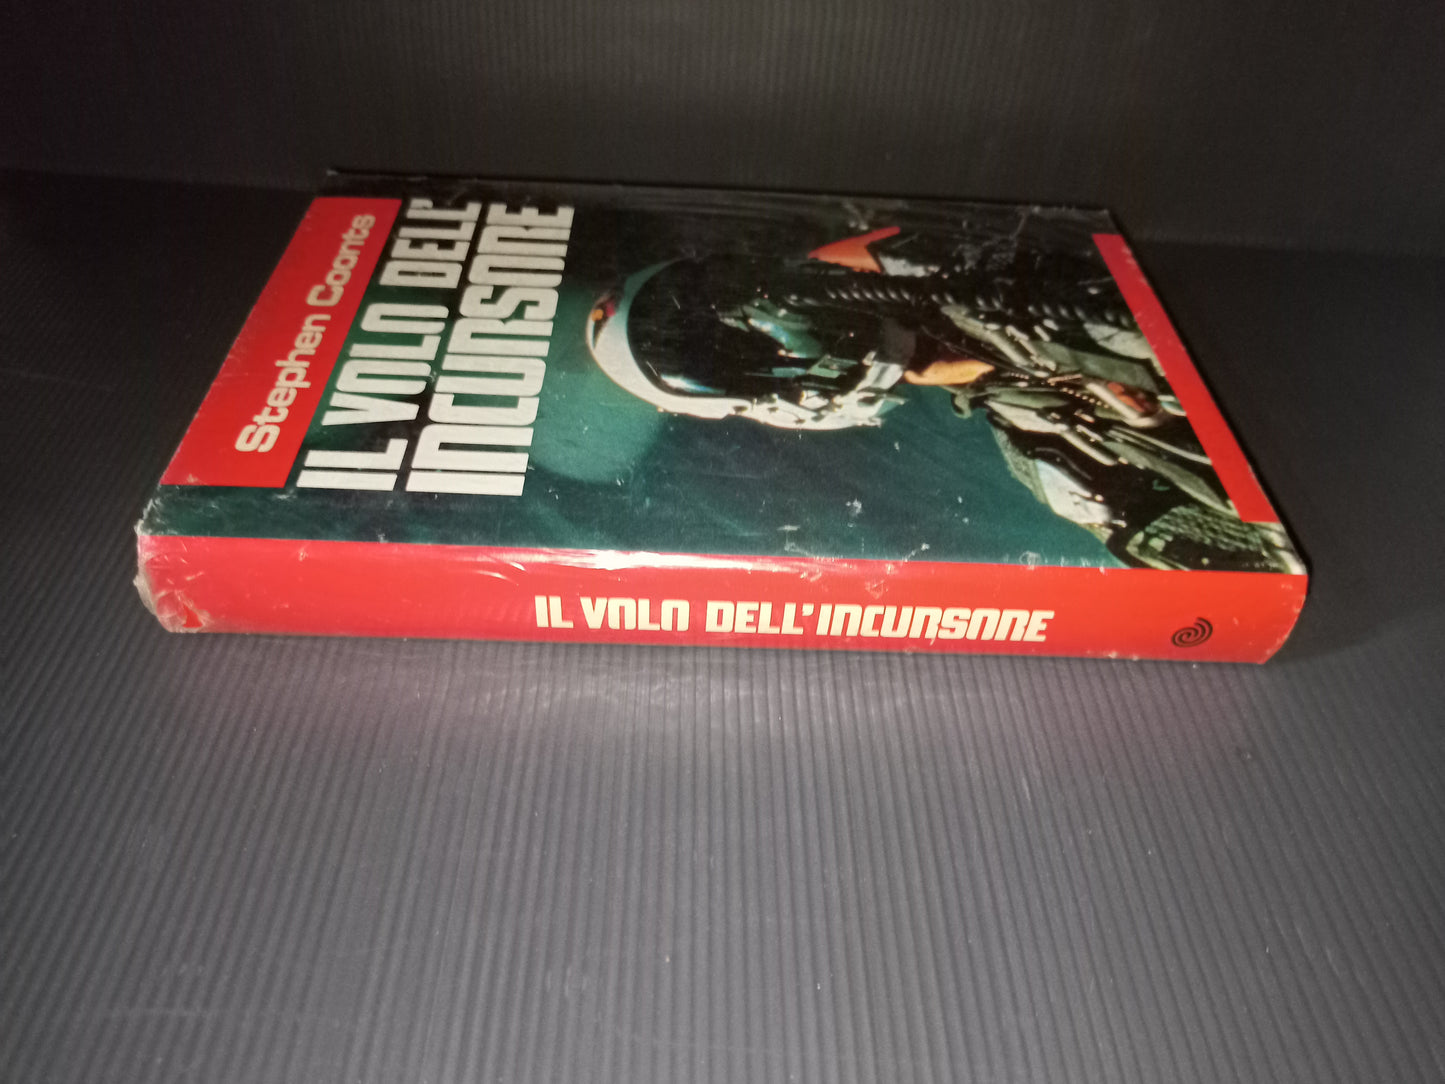 Stephen Coonts
IL VOLO DELL'
INCURSORE
IL VOLO DELL'INCURSORE